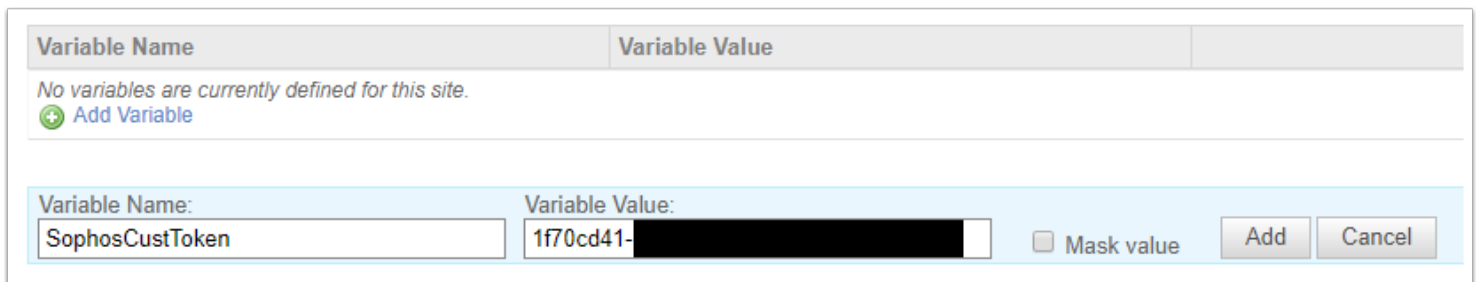 Variable Name Variable Value
No variables are currently defined for this site.
Add Variable
Variable Name: Variable Value:
SophosCustToken 1f70cd41- Mask value Add Cancel